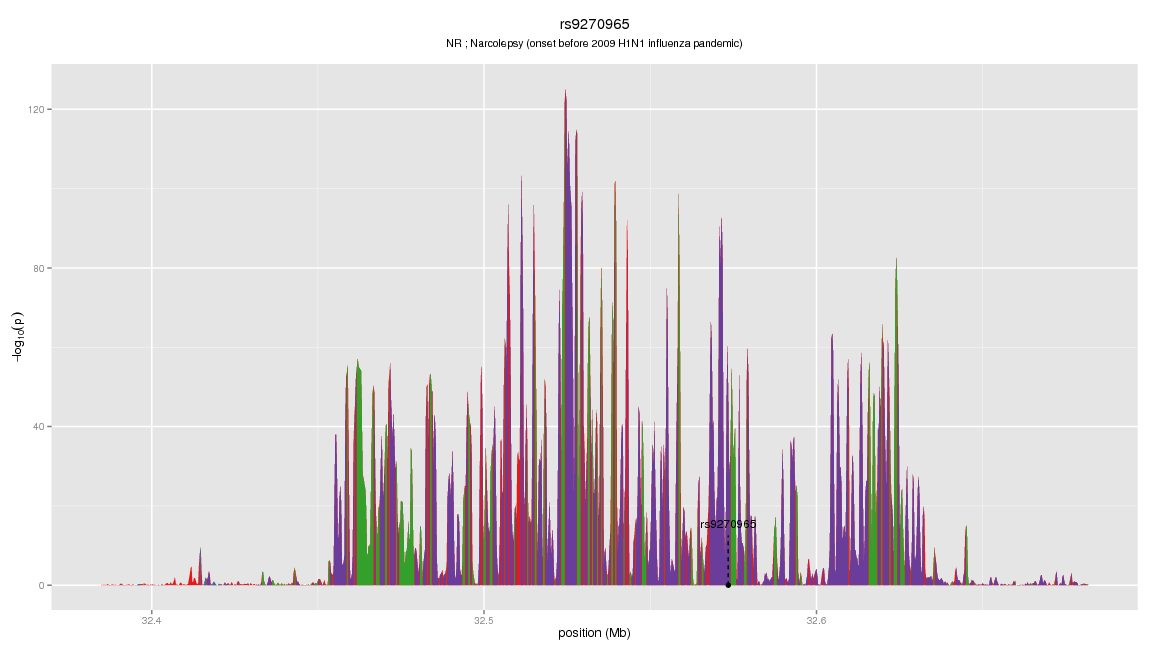 rs9270965
NR ; Narcolepsy (onset before 2009 H1N1 influenza pandemic)
−log10(p)
120
80
40
0
rs9270965
32.4
32.5
32.6
position (Mb)